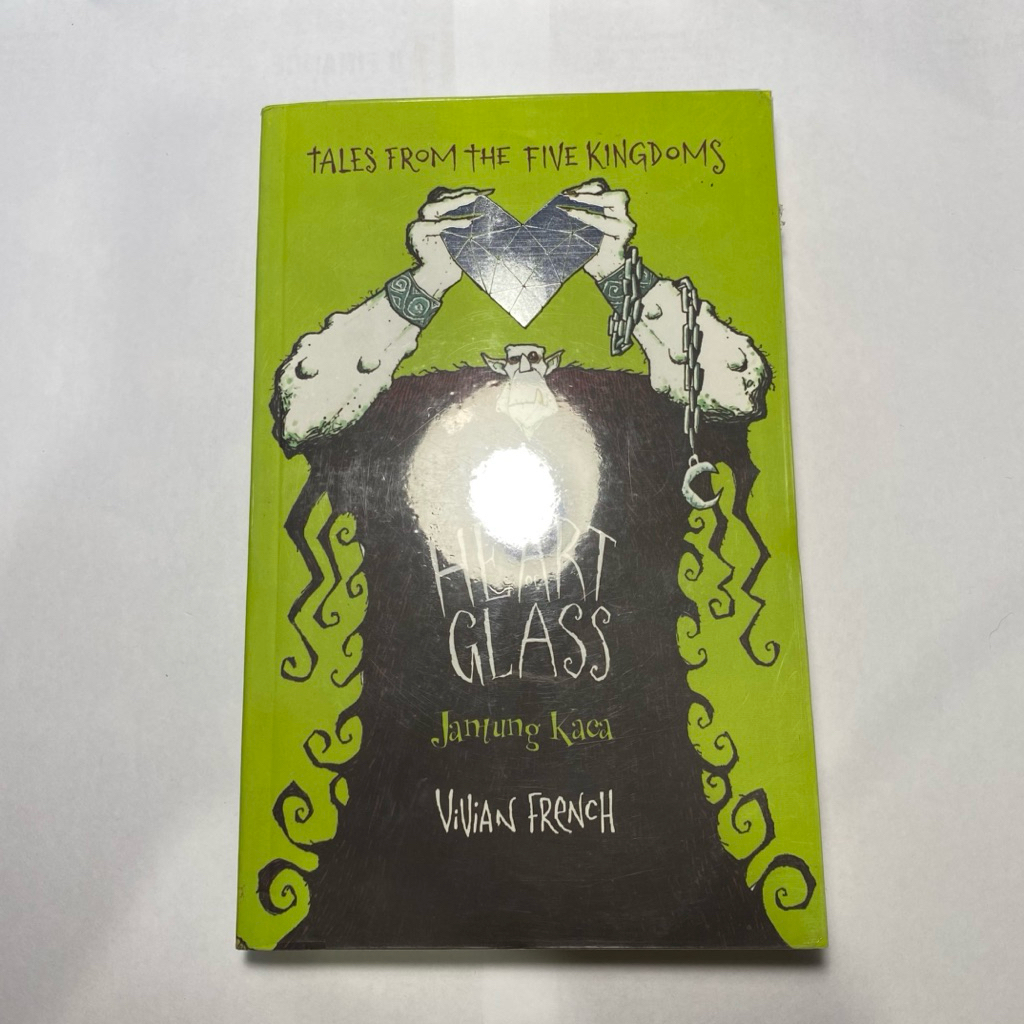 TALES FROM THE FIVE KINGDOMS
HEART
GLASS
Jantung Kaca
ViViAN FRENCH